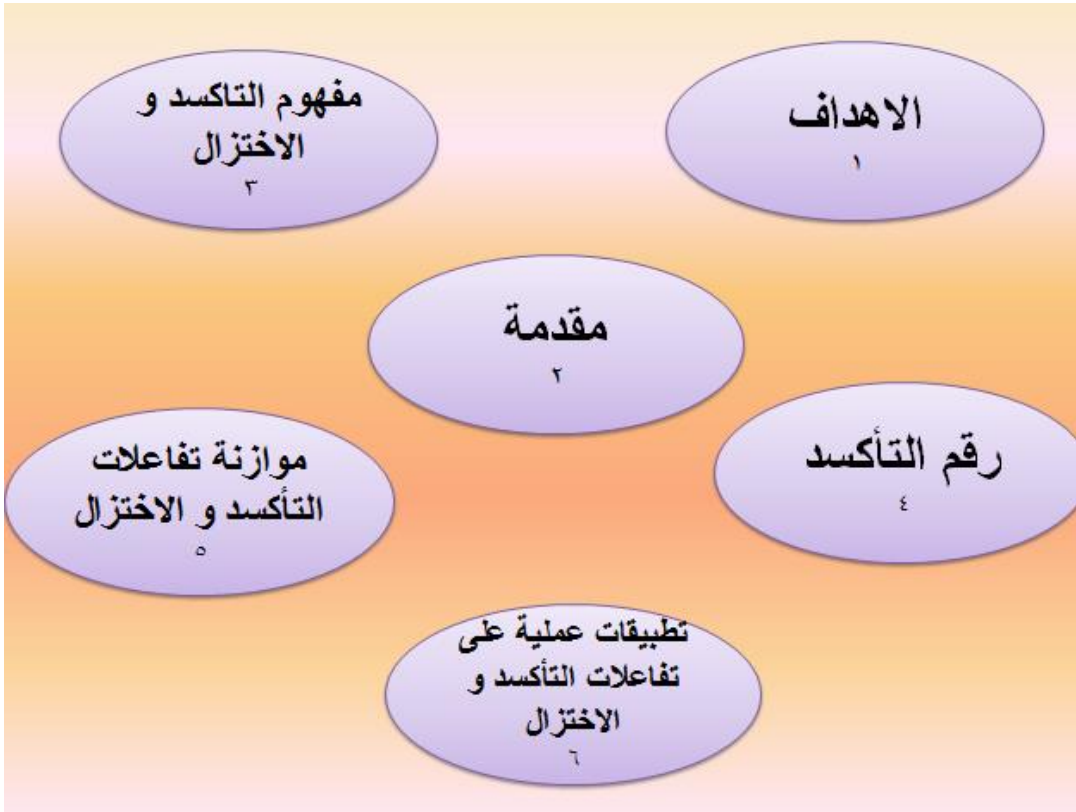 الاهداف
١
مقدمة
٢
مفهوم التاكسد و
الاختزال
٣
رقم التأكسد
٤
موازنة تفاعلات
التأكسد و الاختزال
٥
تطبيقات عملية على
تفاعلات التأكسد و
الاختزال
٦